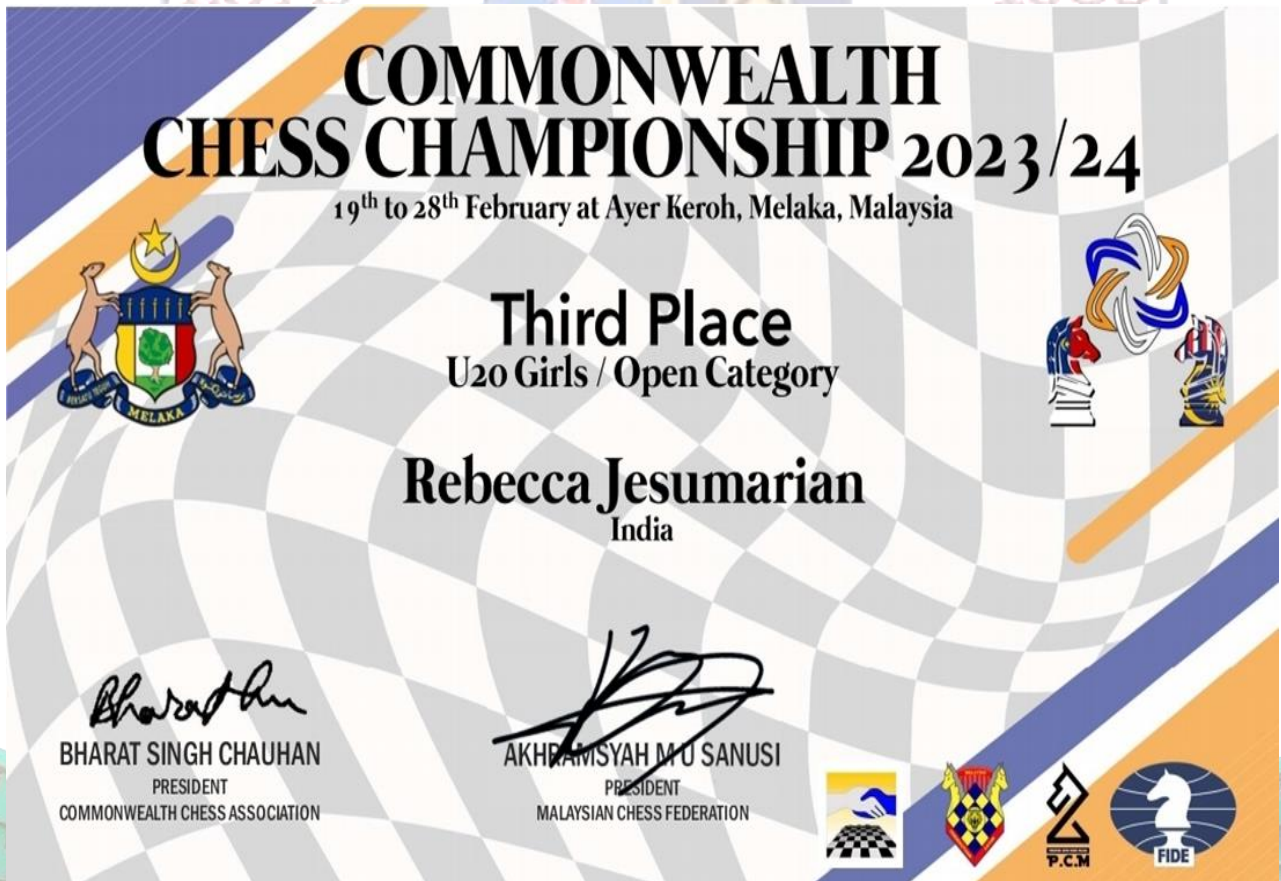 COMMONWEALTH
CHESS CHAMPIONSHIP 2023/24
19th to 28th February at Ayer Keroh, Melaka, Malaysia
MELAKA
Third Place
U20 Girls / Open Category
Rebecca Jesumarian
India
BHARAT SINGH CHAUHAN
PRESIDENT
COMMONWEALTH CHESS ASSOCIATION
AKHRAMSYAH M U SANUSI
PRESIDENT
MALAYSIAN CHESS FEDERATION
P.C.M
FIDE